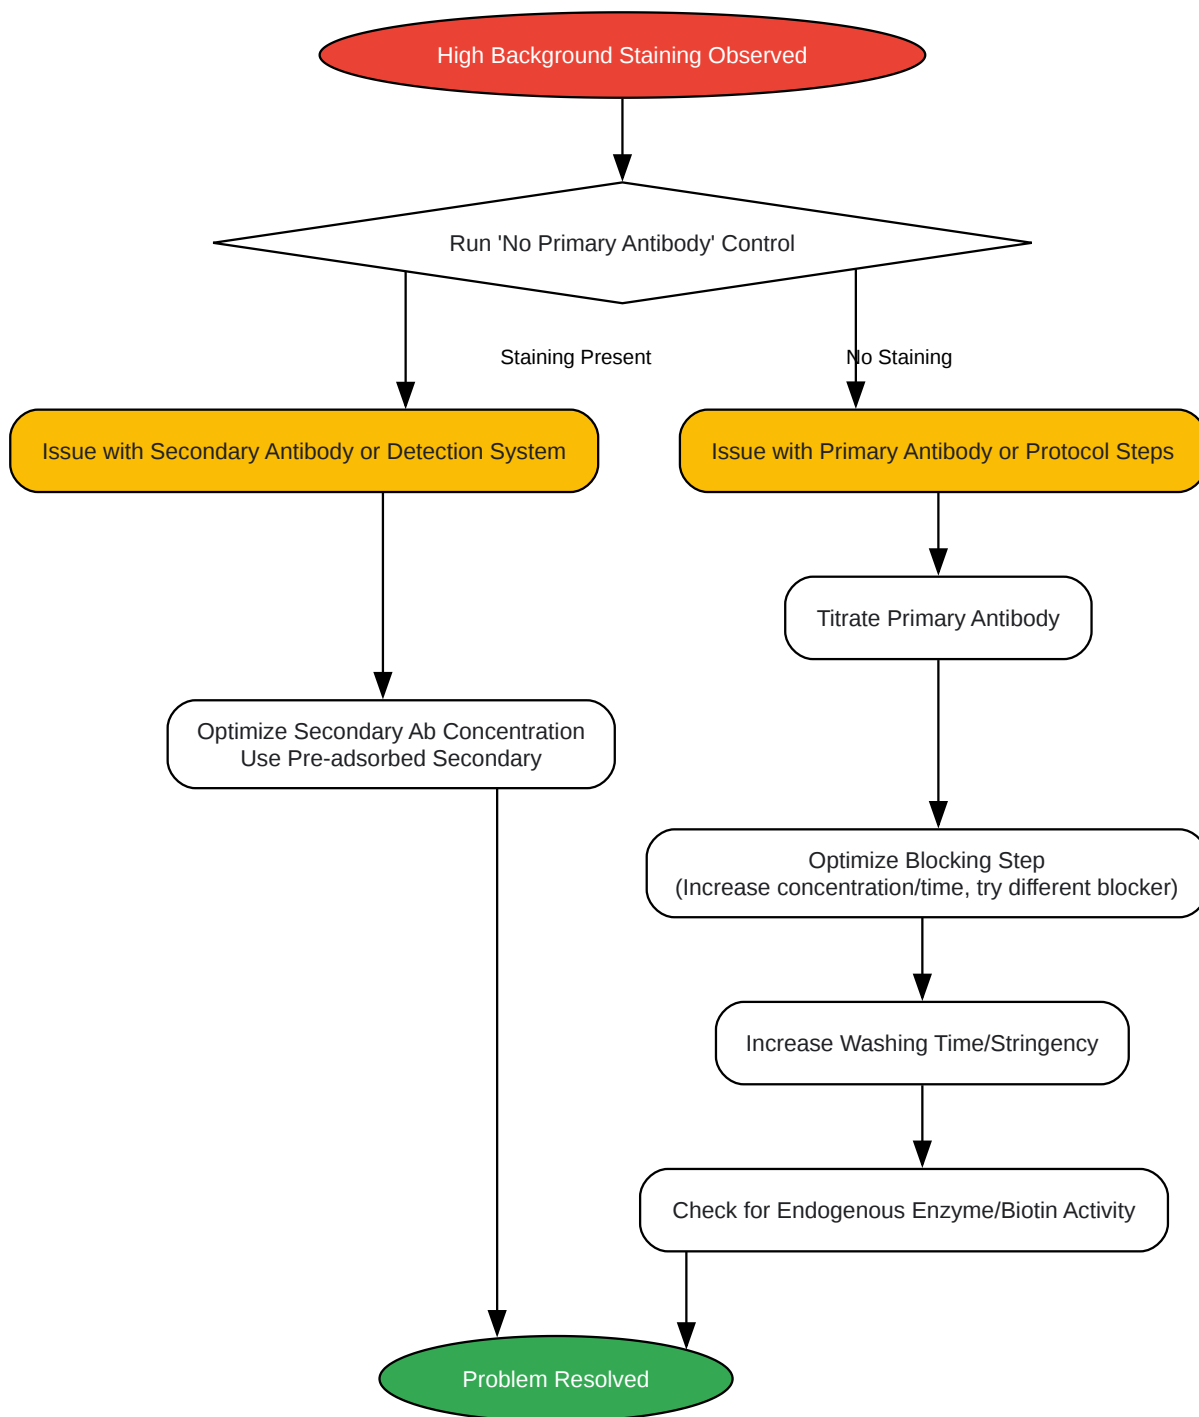 High Background Staining Observed
Run 'No Primary Antibody' Control
Staining Present
No Staining
Issue with Secondary Antibody or Detection System
Issue with Primary Antibody or Protocol Steps
Titrate Primary Antibody
Optimize Secondary Ab Concentration
Use Pre-adsorbed Secondary
Optimize Blocking Step
(Increase concentration/time, try different blocker)
Increase Washing Time/Stringency
Check for Endogenous Enzyme/Biotin Activity
Problem Resolved